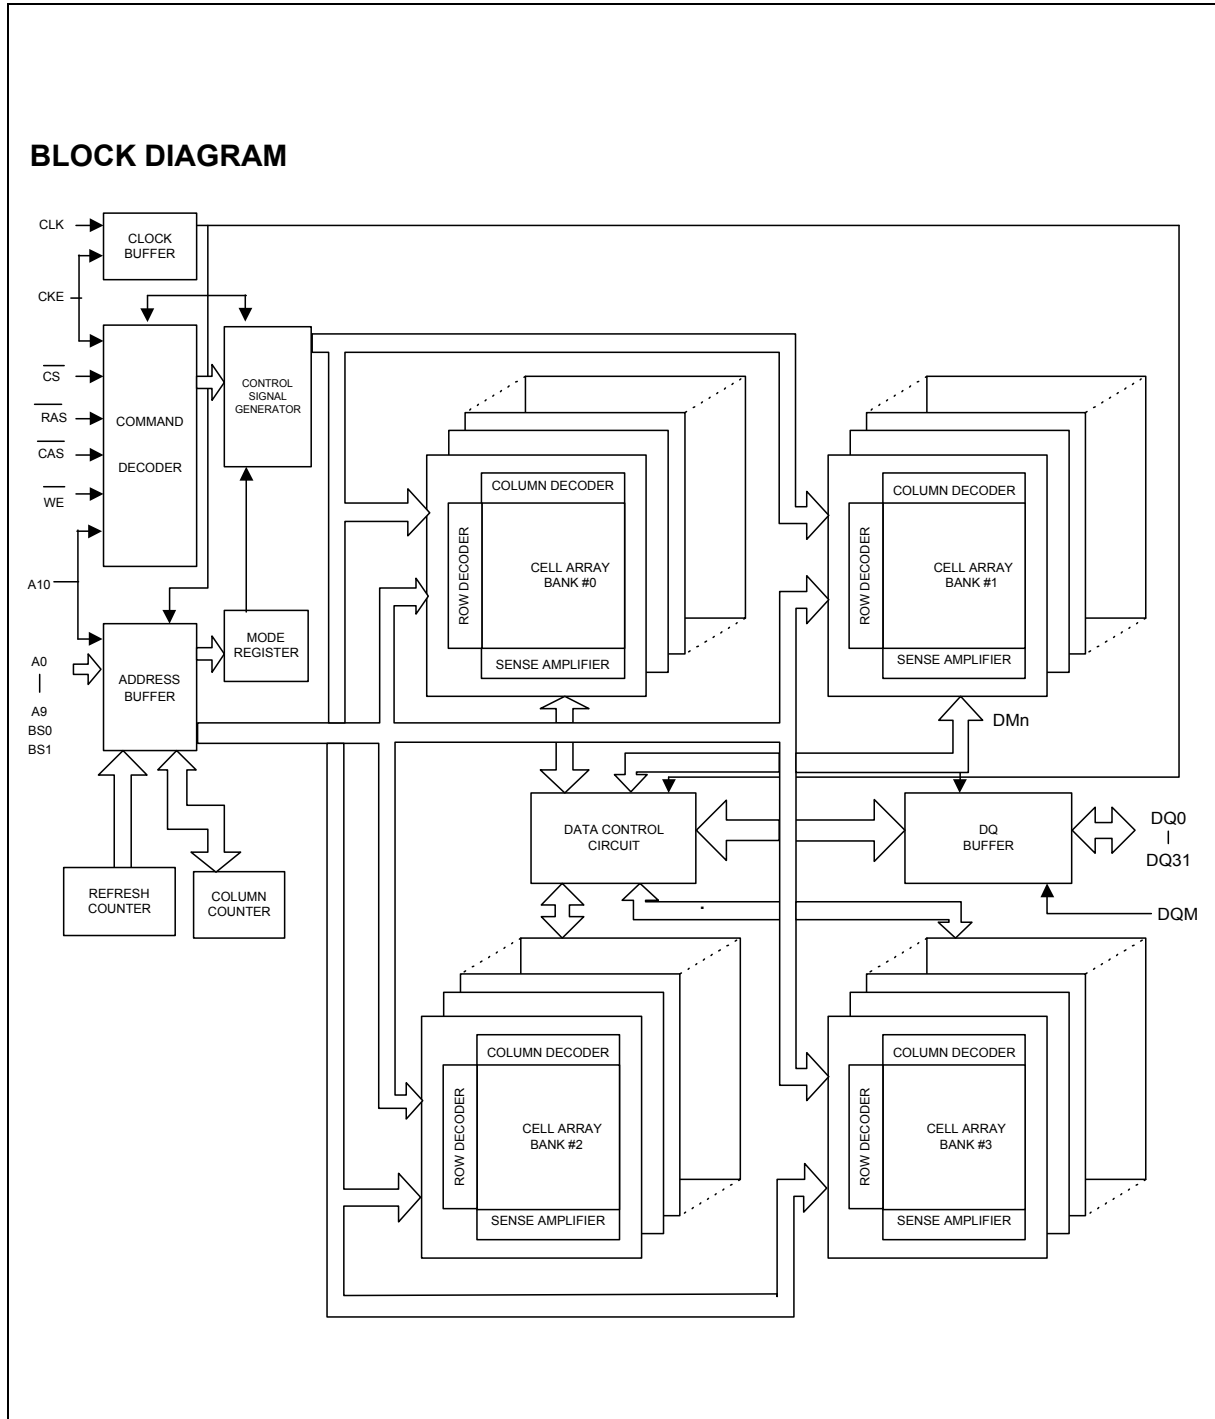 BLOCK DIAGRAM
CLK
CLOCK
BUFFER
CKE
CS
RAS
CAS
WE
COMMAND
DECODER
CONTROL
SIGNAL
GENERATOR
A10
A0
A9
BS0
BS1
ADDRESS
BUFFER
MODE
REGISTER
REFRESH
COUNTER
COLUMN
COUNTER
COLUMN DECODER
ROW DECODER
CELL ARRAY
BANK #0
SENSE AMPLIFIER
COLUMN DECODER
ROW DECODER
CELL ARRAY
BANK #1
SENSE AMPLIFIER
DMn
DATA CONTROL
CIRCUIT
DQ
BUFFER
DQ0
DQ31
DQM
COLUMN DECODER
ROW DECODER
CELL ARRAY
BANK #2
SENSE AMPLIFIER
COLUMN DECODER
ROW DECODER
CELL ARRAY
BANK #3
SENSE AMPLIFIER